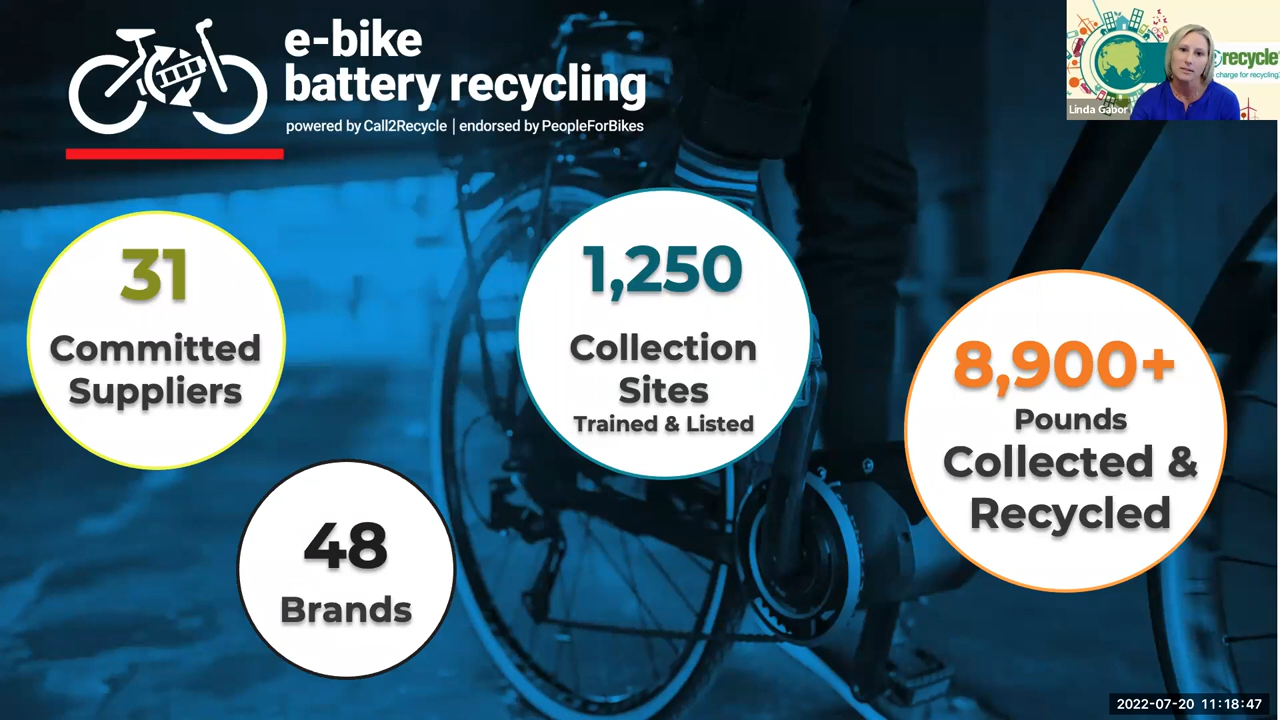 e-bike
battery recycling
powered by Call2Recycle | endorsed by PeopleForBikes
recycle
charge for recycling
Linda Gabor
31
Committed
Suppliers
1,250
Collection
Sites
Trained & Listed
8,900+
Pounds
Collected &
Recycled
48
Brands
2022-07-20 11:18:47